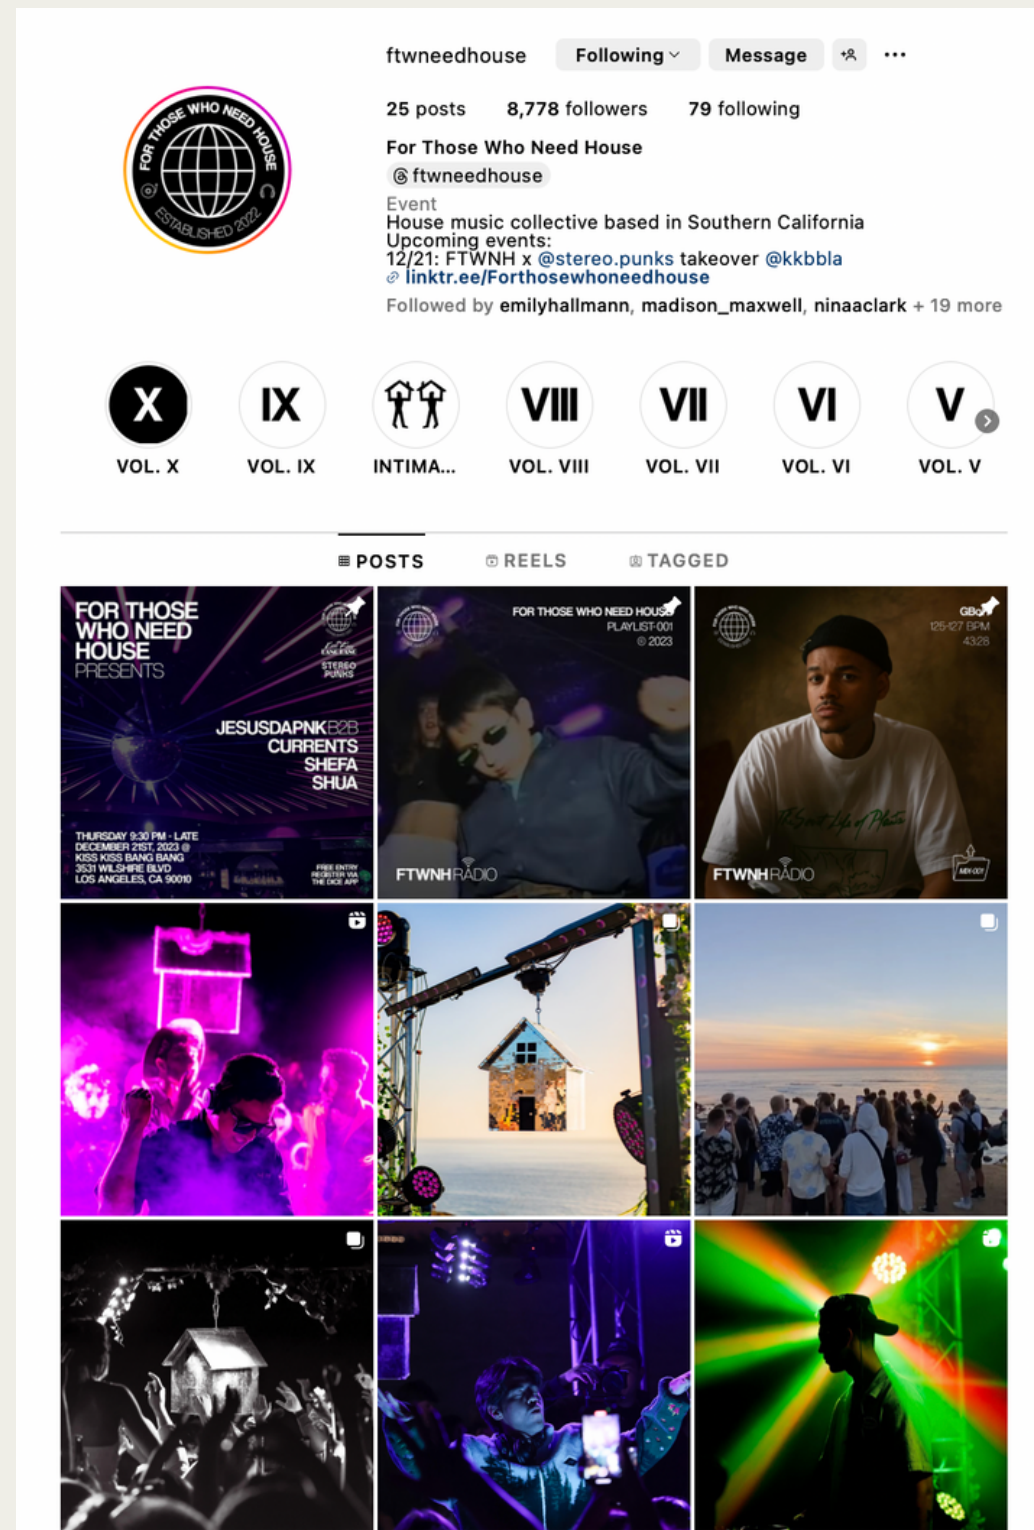 ftwneedhouse Following Message
25 posts 8,778 followers 79 following
FOR THOSE WHO NEED HOUSE
ESTABLISHED 2022
For Those Who Need House
ftwneedhouse
Event
House music collective based in Southern California
Upcoming events:
12/21: FTWNH x @stereo.punks takeover @kkbbla
linktr.ee/Forthosewhoneedhouse
Followed by emilyhallmann, madison_maxwell, ninaaclark + 19 more
X IX VIII VII VI V
VOL. X VOL. IX INTIMA... VOL. VIII VOL. VII VOL. VI VOL. V
POSTS REELS TAGGED
FOR THOSE
WHO NEED
HOUSE
PRESENTS
STEREO
PUNKS
JESUSDAPNK B2B
CURRENTS
SHEFA
SHUA
THURSDAY 9:30 PM - LATE
DECEMBER 21ST, 2023 @
KISS KISS BANG BANG
3531 WILSHIRE BLVD
LOS ANGELES, CA 90010
FREE ENTRY
REGISTER VIA
THE DICE APP
FOR THOSE WHO NEED HOUSE
PLAYLIST-001
© 2023
FTWNH RADIO
125-127 BPM
43:28
FTWNH RADIO
MIX-001